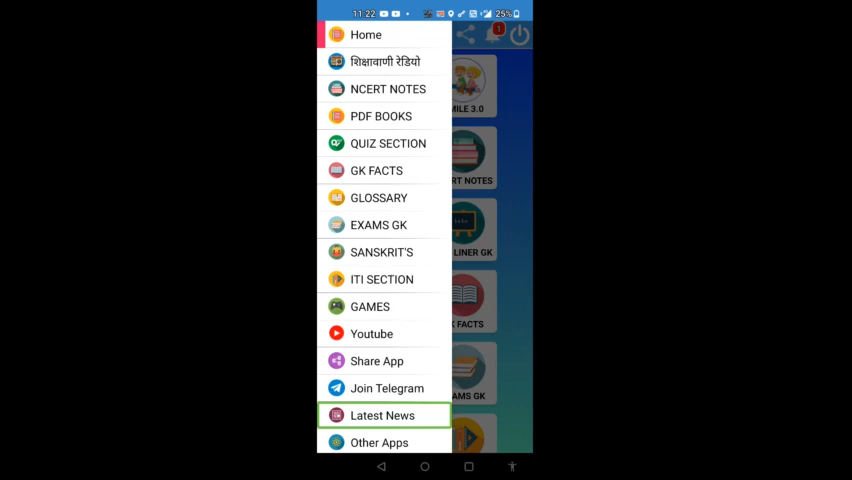 11:22
25%
Home
1
शिक्षावाणी रेडियो
NCERT NOTES
MILE 3.0
PDF BOOKS
QUIZ SECTION
GK FACTS
RT NOTES
GLOSSARY
EXAMS GK
SANSKRIT'S
LINER GK
ITI SECTION
GAMES
FACTS
Youtube
Share App
Join Telegram
AMS GK
Latest News
Other Apps